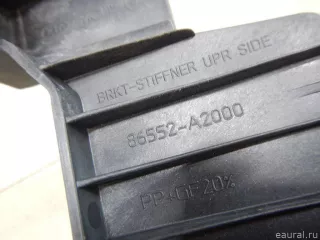 BRKT-STIFFNER UPR SIDE
86552-A2000
eaural.ru